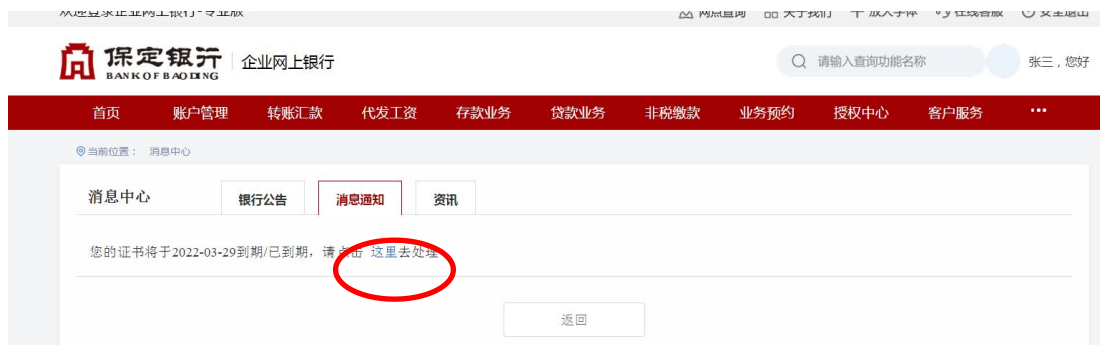 欢迎登录企业网上银行-专业版 网点查询 关于我们 放大字体 在线客服 安全退出
保定银行 企业网上银行 请输入查询功能名称 张三，您好
BANK OF BAODING
首页 账户管理 转账汇款 代发工资 存款业务 贷款业务 非税缴款 业务预约 授权中心 客户服务 •••
当前位置： 消息中心
消息中心 银行公告 消息通知 资讯
您的证书将于2022-03-29到期/已到期，请点击 这里去处理
返回